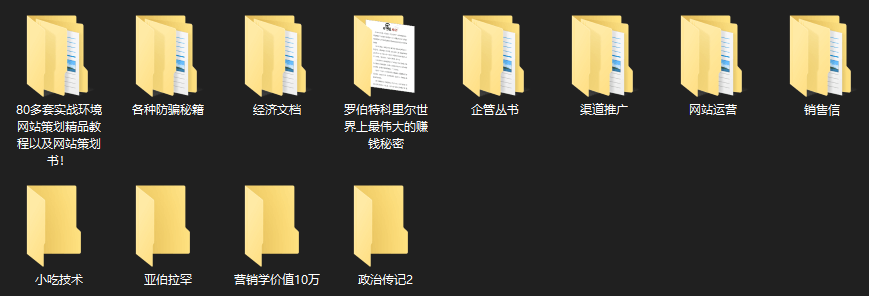 80多套实战环境
网站策划精品教
程以及网站策划
书！
各种防骗秘籍
经济文档
罗伯特科里尔世
界上最伟大的赚
钱秘密
企管丛书
渠道推广
网站运营
销售信
小吃技术
亚伯拉罕
营销学价值10万
政治传记2